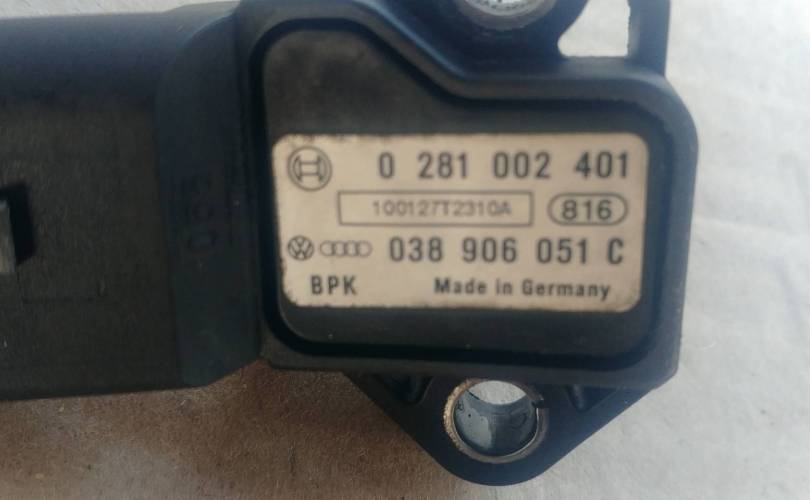 0 281 002 401
100127T2310A 816
038 906 051 C
BPK Made in Germany